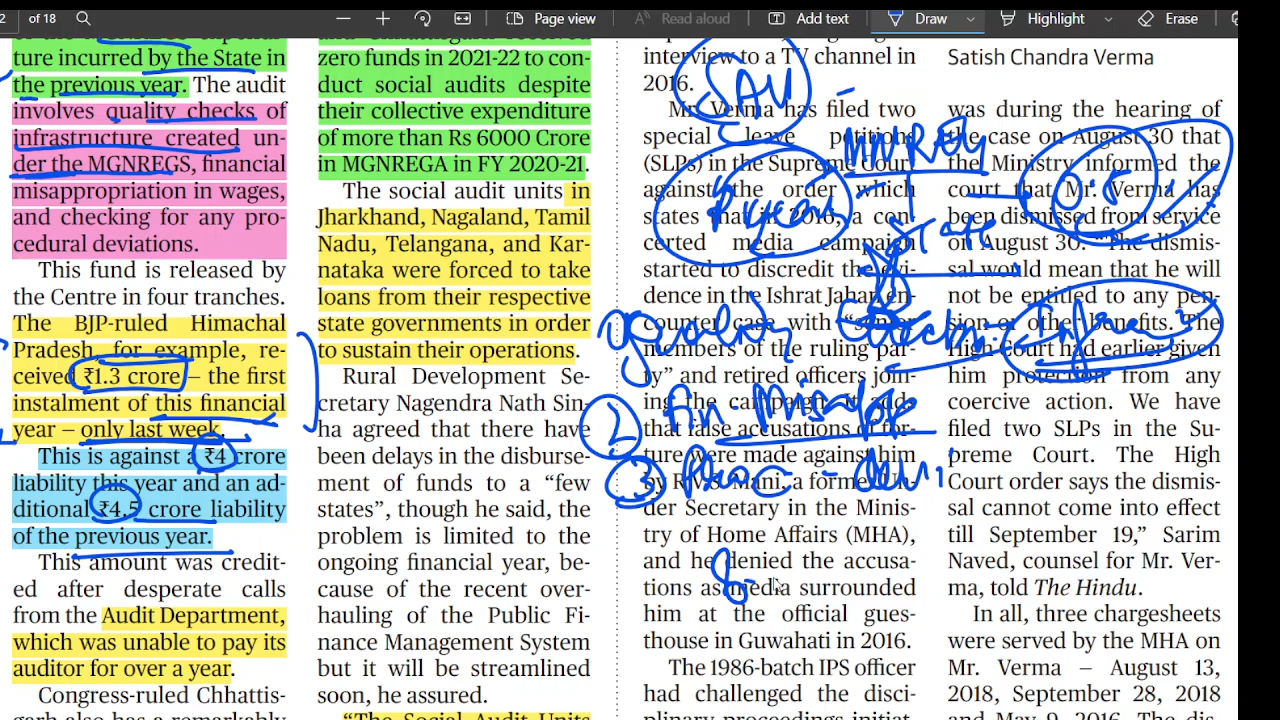 of 18
Page view
Read aloud
Add text
Draw
Highlight
Erase
ture incurred by the State in
the previous year. The audit
involves quality checks of
infrastructure created un-
der the MGNREGS, financial
misappropriation in wages,
and checking for any pro-
cedural deviations.
This fund is released by
the Centre in four tranches.
The BJP-ruled Himachal
Pradesh, for example, re-
ceived ₹1.3 crore – the first
instalment of this financial
year – only last week.
This is against a ₹4 crore
liability this year and an ad-
ditional ₹4.5 crore liability
of the previous year.
This amount was credit-
ed after desperate calls
from the Audit Department,
which was unable to pay its
auditor for over a year.
Congress-ruled Chhattis-
garh also has a remarkably
zero funds in 2021-22 to con-
duct social audits despite
their collective expenditure
of more than Rs 6000 Crore
in MGNREGA in FY 2020-21.
The social audit units in
Jharkhand, Nagaland, Tamil
Nadu, Telangana, and Kar-
nataka were forced to take
loans from their respective
state governments in order
to sustain their operations.
Rural Development Se-
cretary Nagendra Nath Sin-
ha agreed that there have
been delays in the disburse-
ment of funds to a “few
states”, though he said, the
problem is limited to the
ongoing financial year, be-
cause of the recent over-
hauling of the Public Fi-
nance Management System
but it will be streamlined
soon, he assured.
“The Social Audit Units
interview to a TV channel in
2016.
Mr. Verma has filed two
special leave petitions
(SLPs) in the Supreme Court
against the order which
states that in 2016, a con-
certed media campaign
started to discredit the evi-
dence in the Ishrat Jahan en-
counter case with “senior
members of the ruling par-
ty” and retired officers join-
ing the campaign. It adds
that false accusations of tor-
ture were made against him
by R.V.S. Mani, a former Un-
der Secretary in the Minis-
try of Home Affairs (MHA),
and he denied the accusa-
tions as media surrounded
him at the official gues-
thouse in Guwahati in 2016.
The 1986-batch IPS officer
had challenged the disci-
plinary proceedings initiat-
Satish Chandra Verma
was during the hearing of
the case on August 30 that
the Ministry informed the
court that Mr. Verma has
been dismissed from service
on August 30. “The dismis-
sal would mean that he will
not be entitled to any pen-
sion or other benefits. The
High Court had earlier given
him protection from any
coercive action. We have
filed two SLPs in the Su-
preme Court. The High
Court order says the dismis-
sal cannot come into effect
till September 19,” Sarim
Naved, counsel for Mr. Ver-
ma, told The Hindu.
In all, three chargesheets
were served by the MHA on
Mr. Verma – August 13,
2018, September 28, 2018
and May 9, 2016. The dis-
SAU
State
0.5
2
3